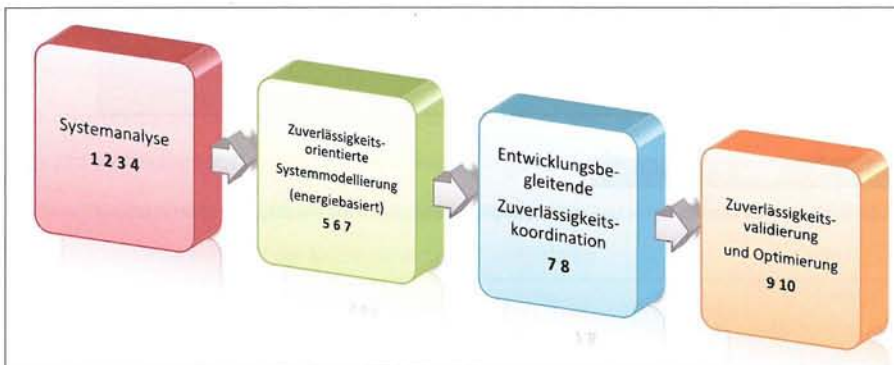 Systemanalyse
1 2 3 4
Zuverlässigkeits-
orientierte
Systemmodellierung
(energiebasiert)
5 6 7
Entwicklungsbe-
gleitende
Zuverlässigkeits-
koordination
7 8
Zuverlässigkeits-
validierung
und Optimierung
9 10